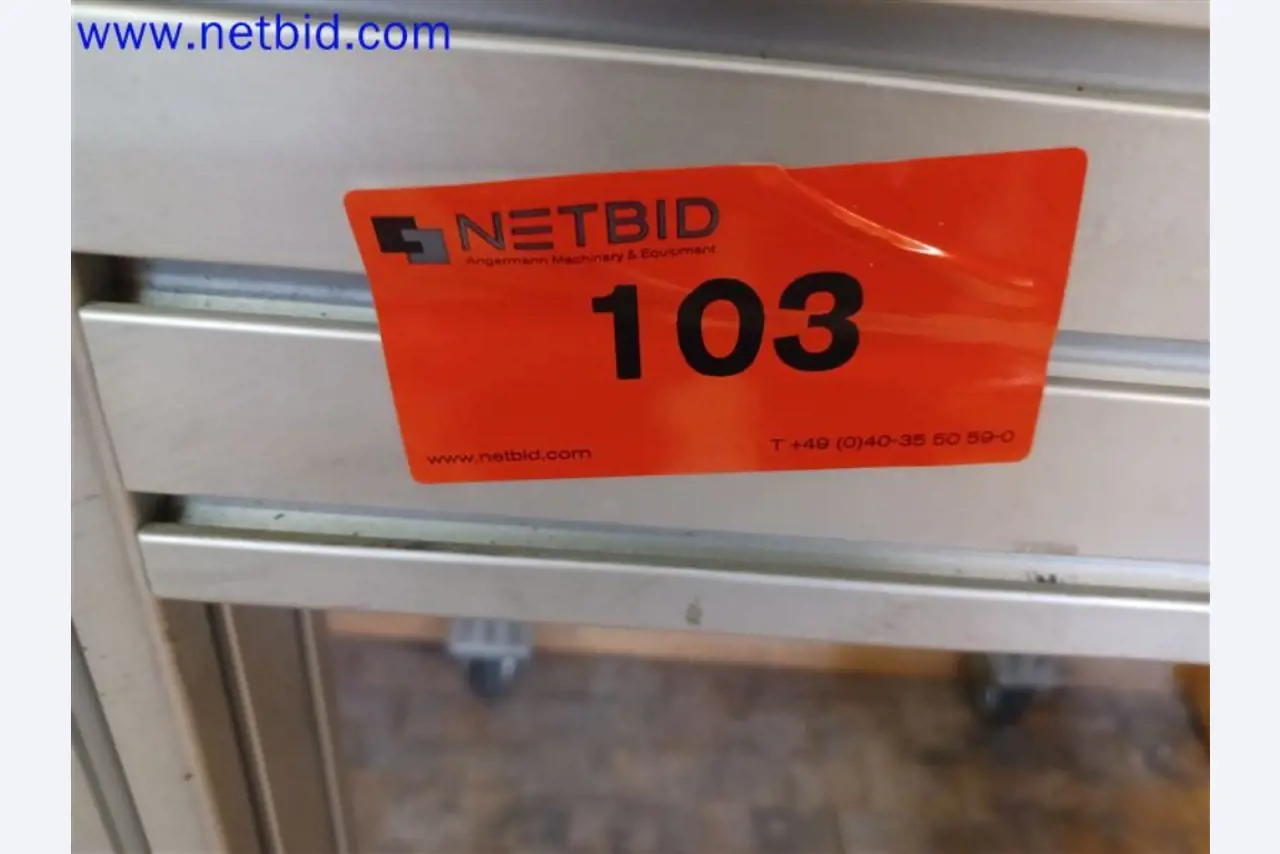 www.netbid.com
NETBID
Angermann Machinery & Equipment
103
www.netbid.com
T +49 (0)40-35 50 59-0